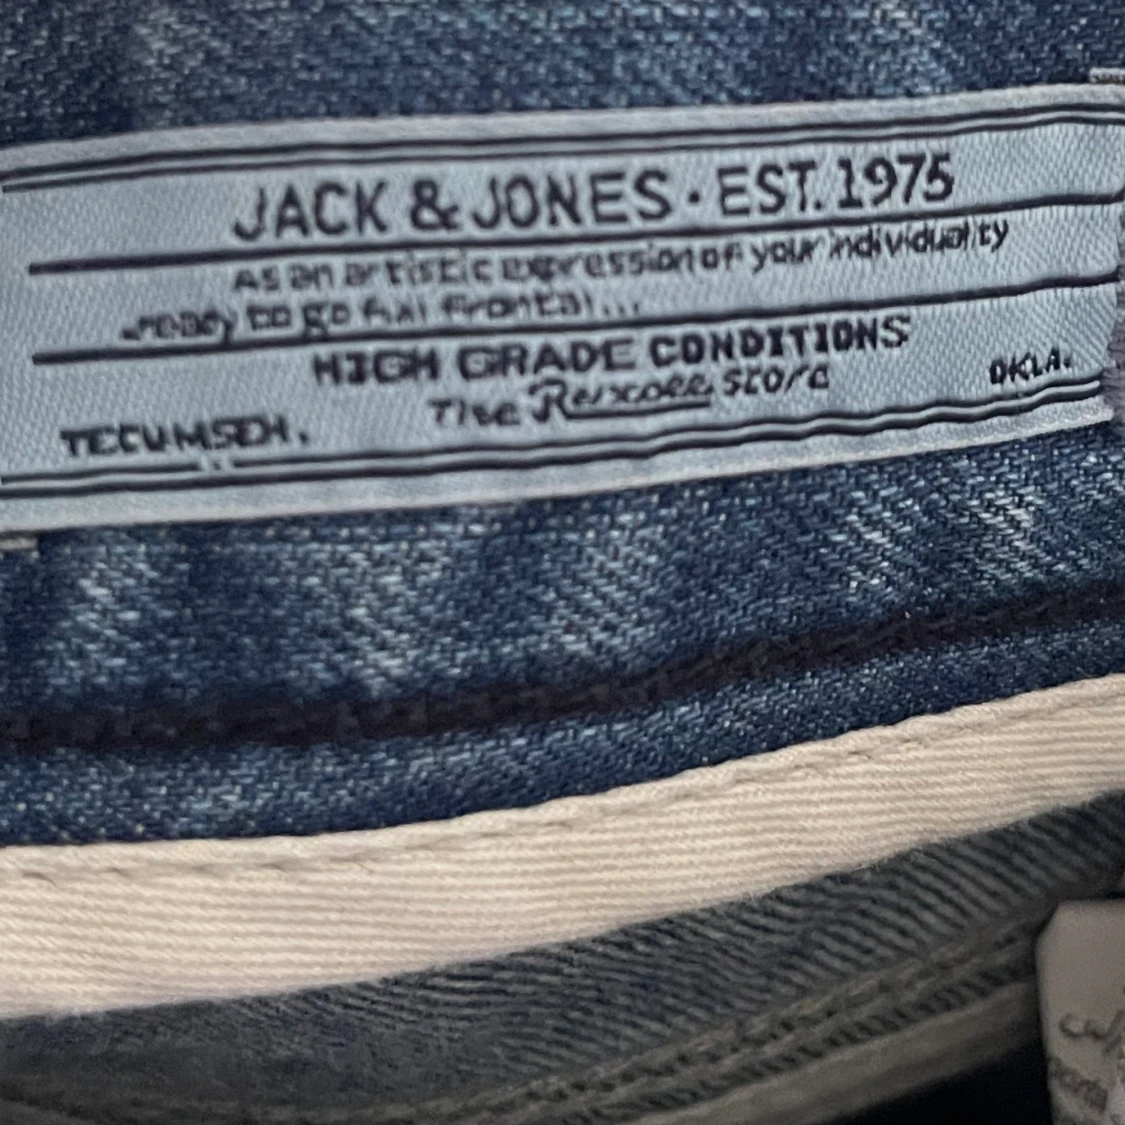 JACK & JONES · EST. 1975
As an artistic expression of your individuality
ready to go full frontal...
HIGH GRADE CONDITIONS
The Rexall store
TECUMSEH.
OKLA.